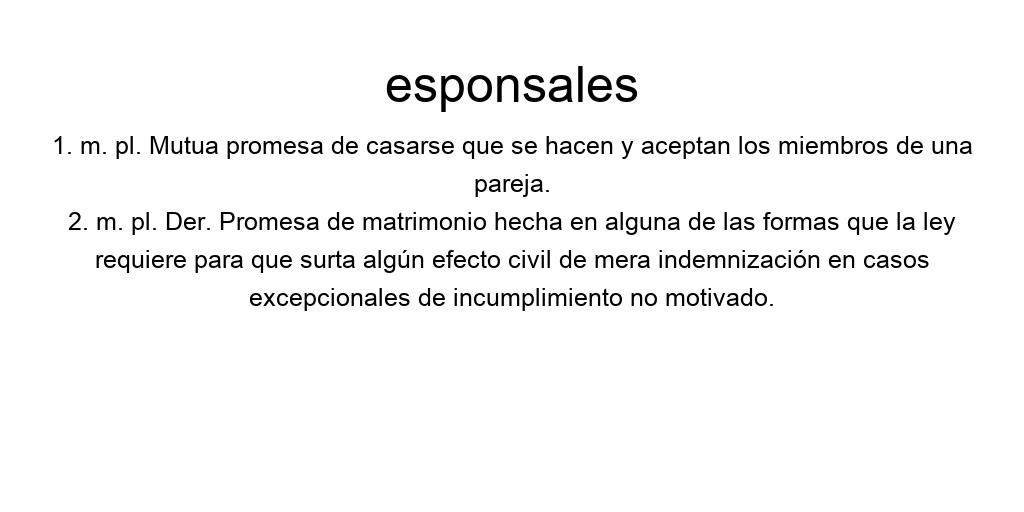 esponsales
1. m. pl. Mutua promesa de casarse que se hacen y aceptan los miembros de una
pareja.
2. m. pl. Der. Promesa de matrimonio hecha en alguna de las formas que la ley
requiere para que surta algún efecto civil de mera indemnización en casos
excepcionales de incumplimiento no motivado.